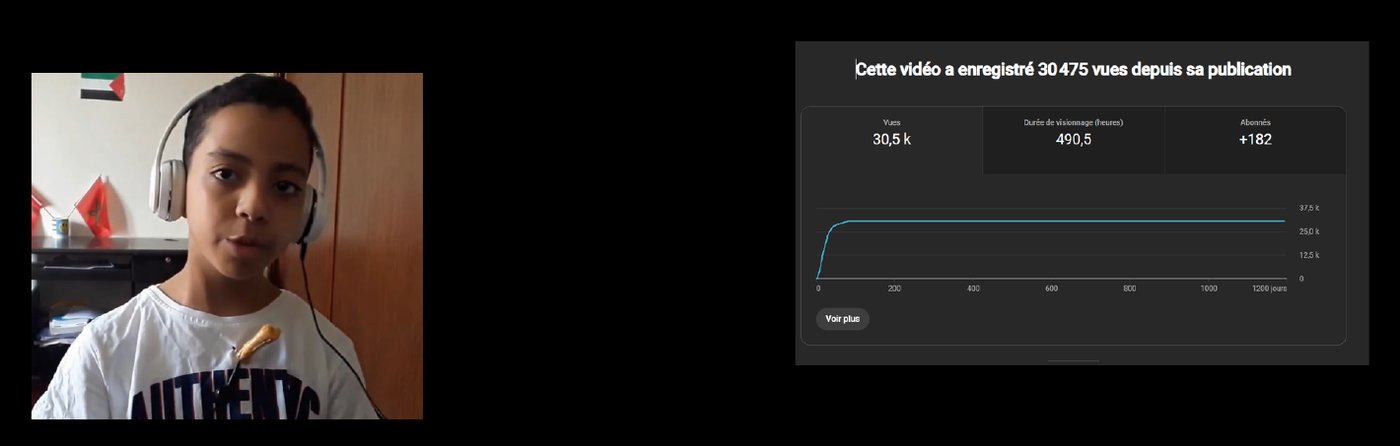 Cette vidéo a enregistré 30 475 vues depuis sa publication
Vues
30,5 k
Durée de visionnage (heures)
490,5
Abonnés
+182
37,5 k
25,0 k
12,5 k
0
0 200 400 600 800 1000 1200 jours
Voir plus
AUTHENTC